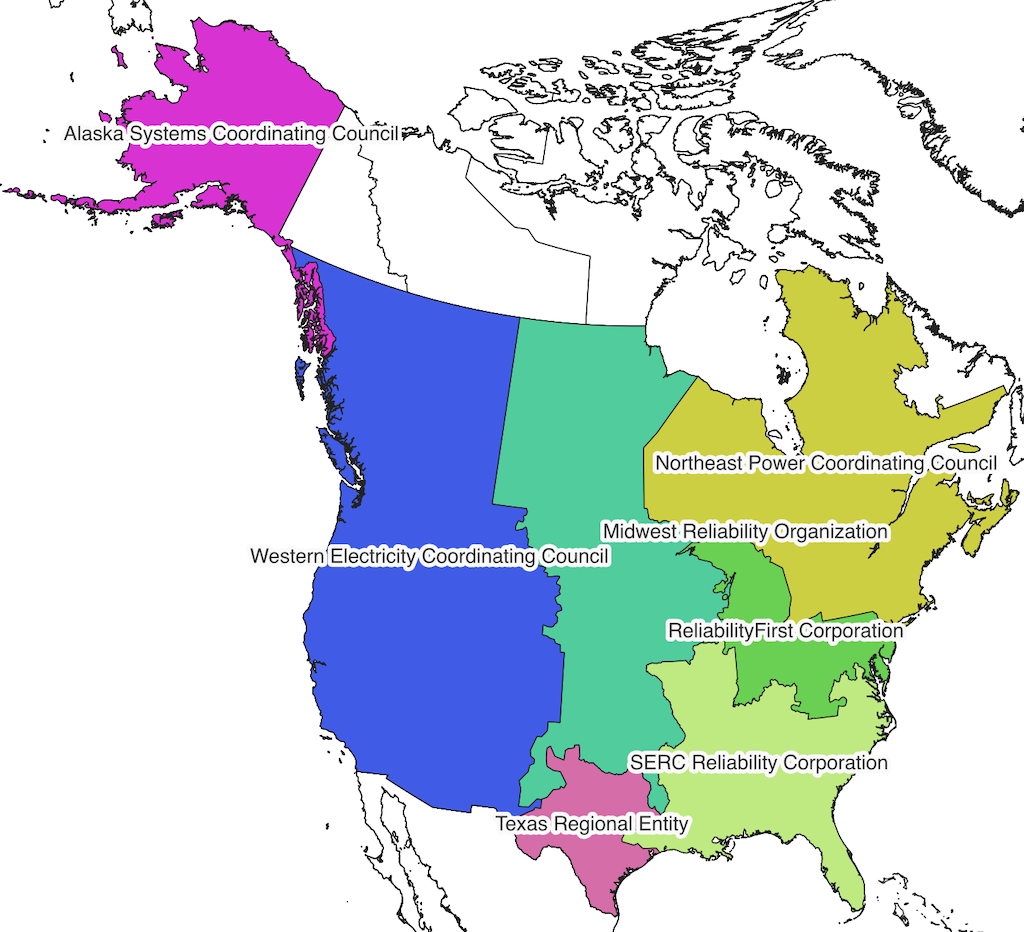 Alaska Systems Coordinating Council
Northeast Power Coordinating Council
Midwest Reliability Organization
Western Electricity Coordinating Council
ReliabilityFirst Corporation
SERC Reliability Corporation
Texas Regional Entity